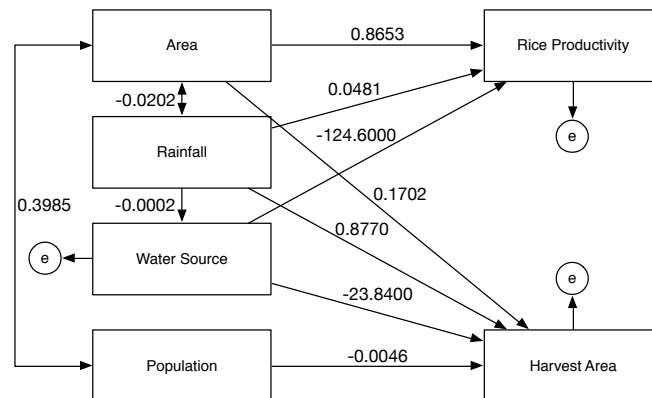 Area
0.8653
Rice Productivity
-0.0202
0.0481
e
Rainfall
-124.6000
0.3985
-0.0002
0.1702
0.8770
e
Water Source
e
-23.8400
Population
-0.0046
Harvest Area